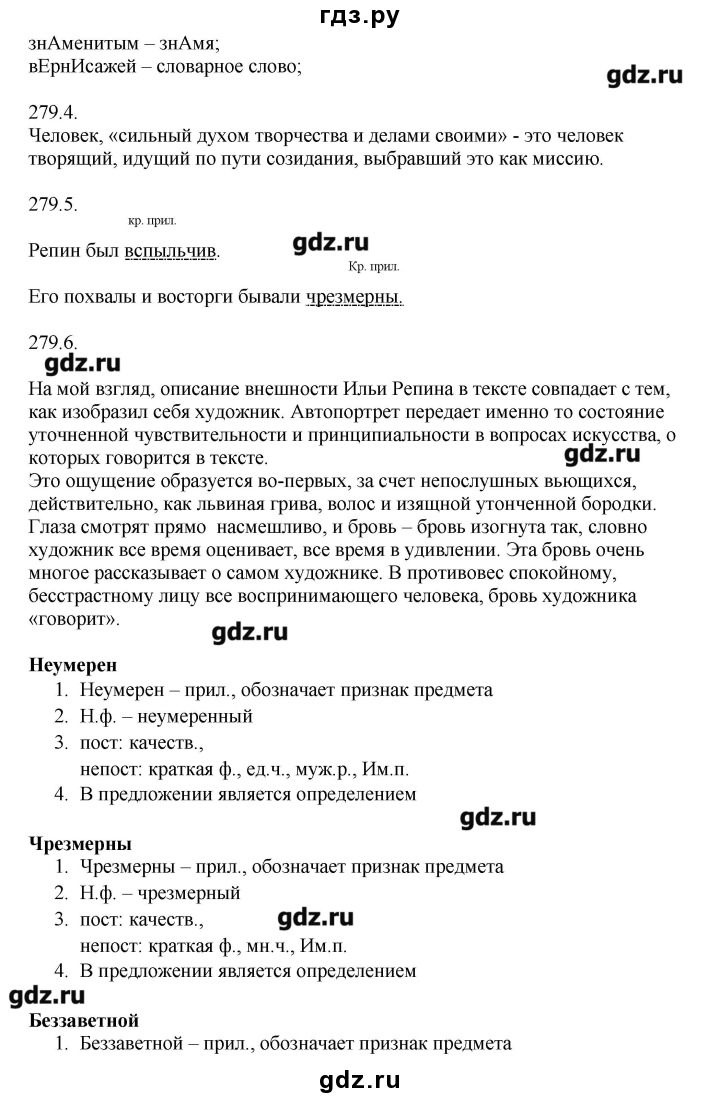 гдз.ру
знАменитым – знАмя;
вЕрнИсажей – словарное слово;
gdz.ru
279.4.
Человек, «сильный духом творчества и делами своими» - это человек
творящий, идущий по пути созидания, выбравший это как миссию.
279.5.
кр. прил.
Репин был вспыльчив.
gdz.ru
Кр. прил.
Его похвалы и восторги бывали чрезмерны.
279.6.
gdz.ru
На мой взгляд, описание внешности Ильи Репина в тексте совпадает с тем,
как изобразил себя художник. Автопортрет передает именно то состояние
уточненной чувствительности и принципиальности в вопросах искусства, о
которых говорится в тексте.
gdz.ru
Это ощущение образуется во-первых, за счет непослушных вьющихся,
действительно, как львиная грива, волос и изящной утонченной бородки.
Глаза смотрят прямо насмешливо, и бровь – бровь изогнута так, словно
художник все время оценивает, все время в удивлении. Эта бровь очень
многое рассказывает о самом художнике. В противовес спокойному,
бесстрастному лицу все воспринимающего человека, бровь художника
«говорит».
gdz.ru
Неумерен
1. Неумерен – прил., обозначает признак предмета
2. Н.ф. – неумеренный
3. пост: качеств.,
непост: краткая ф., ед.ч., муж.р., Им.п.
4. В предложении является определением
gdz.ru
Чрезмерны
1. Чрезмерны – прил., обозначает признак предмета
2. Н.ф. – чрезмерный
3. пост: качеств.,
gdz.ru
непост: краткая ф., мн.ч., Им.п.
4. В предложении является определением
gdz.ru
Беззаветной
1. Беззаветной – прил., обозначает признак предмета
gdz.ru